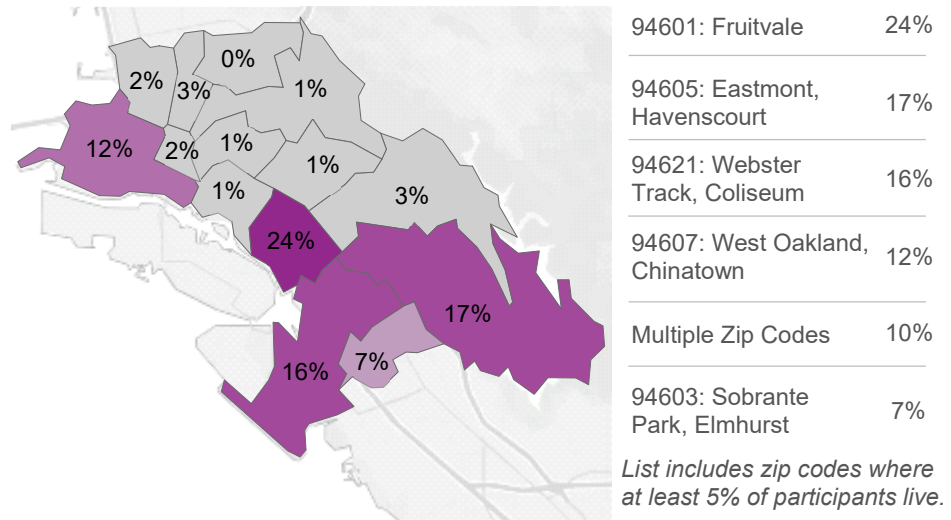 0%
2%
3%
1%
12%
2%
1%
1%
1%
3%
24%
17%
16%
7%
94601: Fruitvale 24%
94605: Eastmont,
Havenscourt 17%
94621: Webster
Track, Coliseum 16%
94607: West Oakland,
Chinatown 12%
Multiple Zip Codes 10%
94603: Sobrante
Park, Elmhurst 7%
List includes zip codes where
at least 5% of participants live.